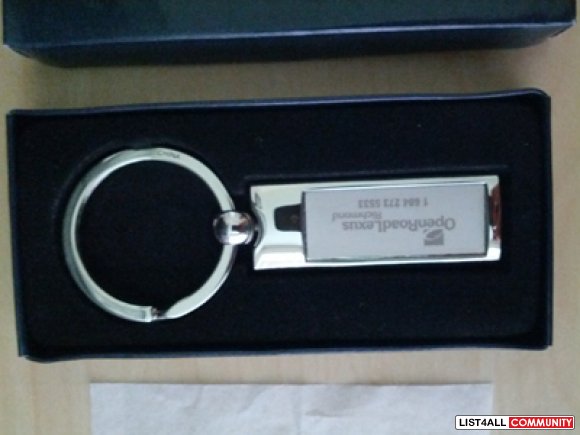 OpenRoadLexus
Richmond
1 604 273 5533
LIST4ALL COMMUNITY